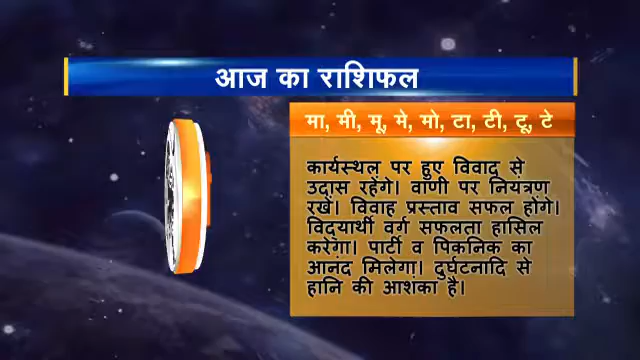 आज का राशिफल
मा, मी, मू, मे, मो, टा, टी, टू, टे
कार्यस्थल पर हुए विवाद से
उदास रहेंगे। वाणी पर नियंत्रण
रखें। विवाह प्रस्ताव सफल होंगे।
विद्यार्थी वर्ग सफलता हासिल
करेगा। पार्टी व पिकनिक का
आनंद मिलेगा। दुर्घटनादि से
हानि की आशंका है।